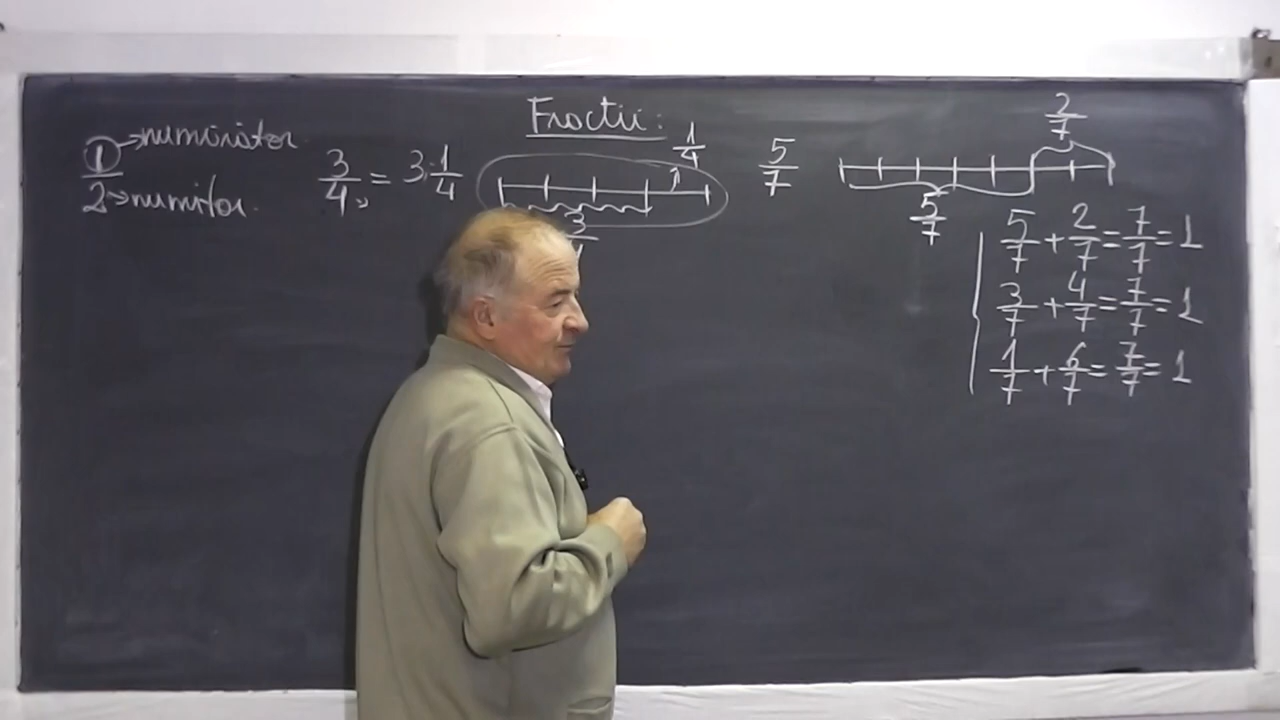 Fractii:
1 → numărător
2 → numitor.
3/4 = 3·1/4
1/4
3/4
5/7
2/7
5/7
5/7 + 2/7 = 7/7 = 1
3/7 + 4/7 = 7/7 = 1
1/7 + 6/7 = 7/7 = 1